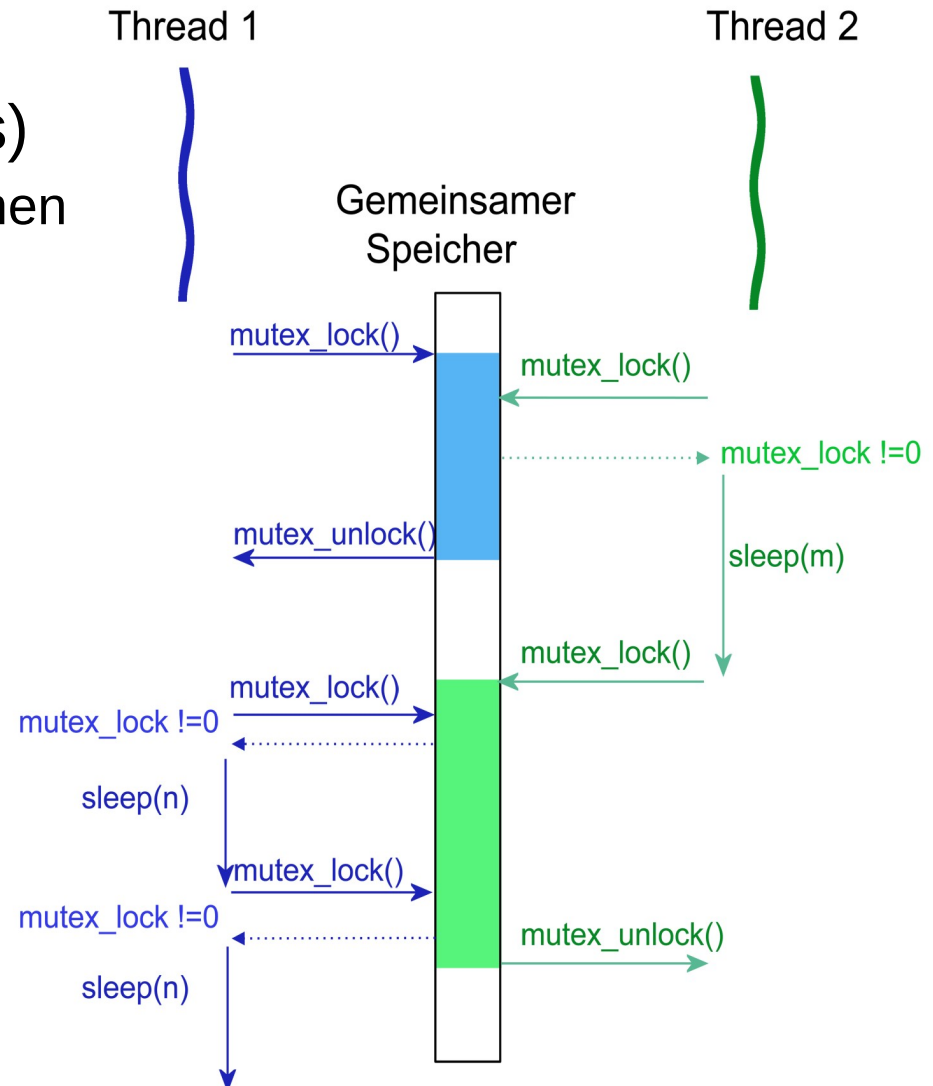 Thread 1
Thread 2
s)
nen
Gemeinsamer
Speicher
mutex_lock()
mutex_lock()
mutex_lock !=0
mutex_unlock()
sleep(m)
mutex_lock()
mutex_lock()
mutex_lock !=0
sleep(n)
mutex_lock()
mutex_lock !=0
mutex_unlock()
sleep(n)